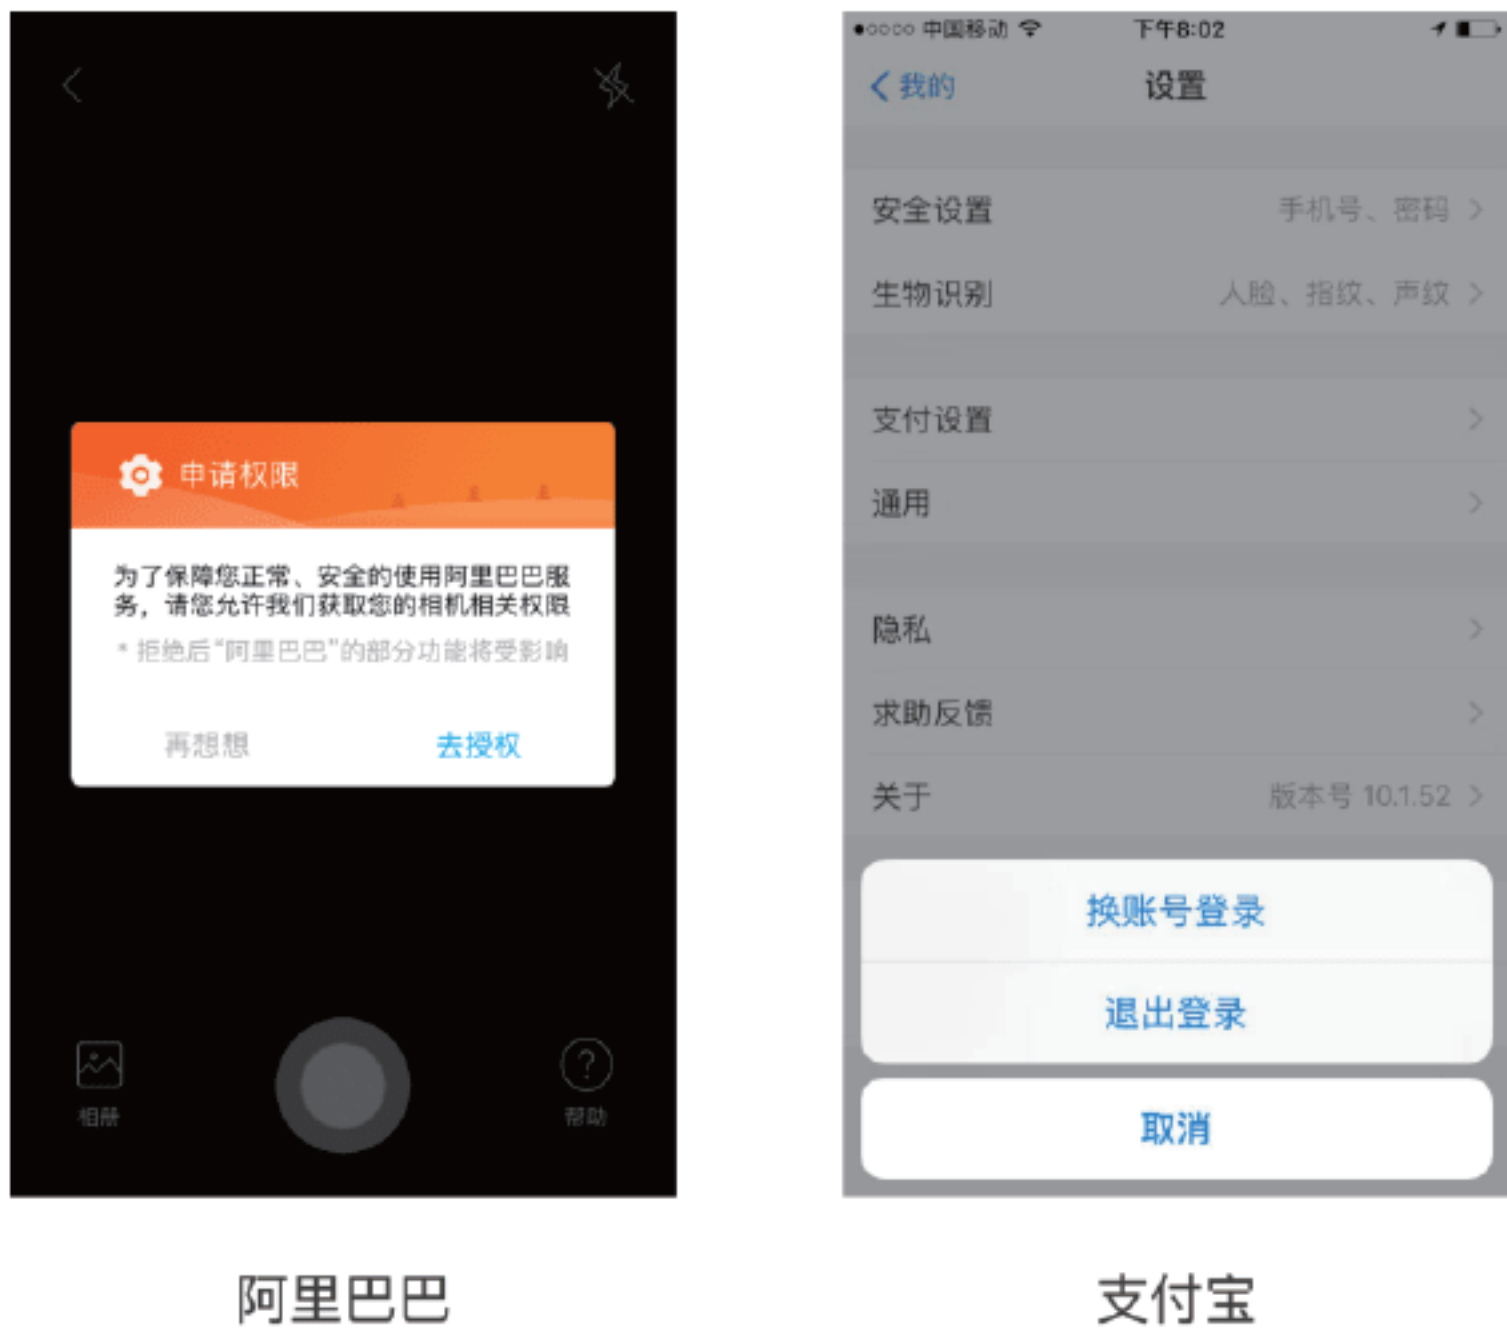 申请权限
为了保障您正常、安全的使用阿里巴巴服
务，请您允许我们获取您的相机相关权限
* 拒绝后“阿里巴巴”的部分功能将受影响
再想想 去授权
相册 帮助
阿里巴巴
中国移动 下午8:02
我的 设置
安全设置 手机号、密码
生物识别 人脸、指纹、声纹
支付设置
通用
隐私
求助反馈
关于 版本号 10.1.52
换账号登录
退出登录
取消
支付宝